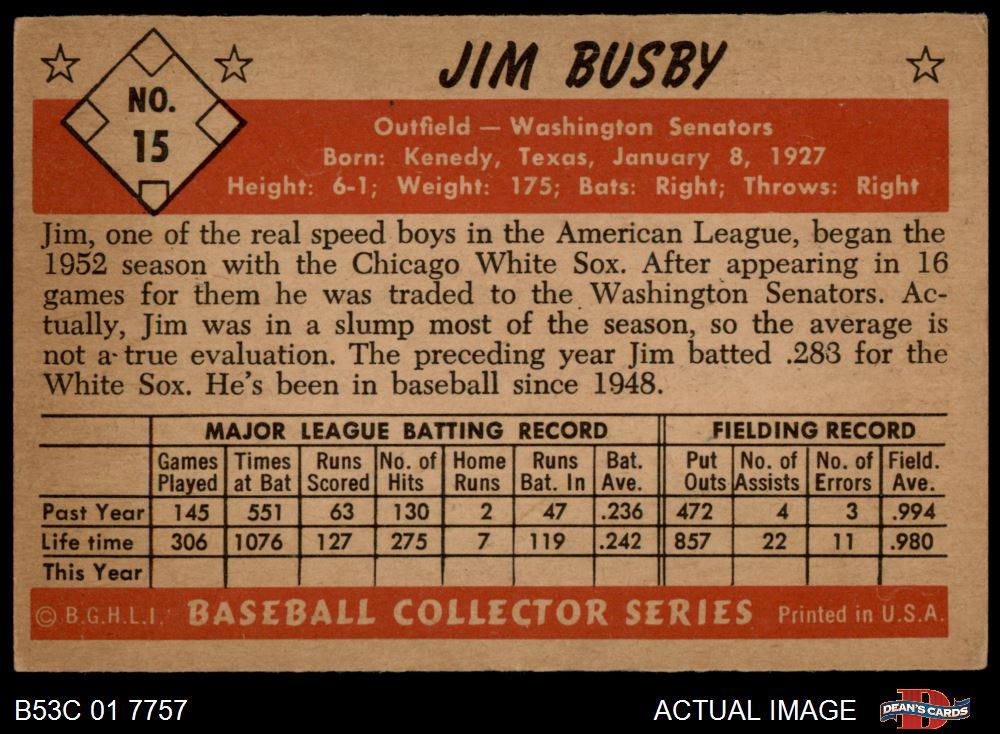 JIM BUSBY
NO.
15
Outfield — Washington Senators
Born: Kenedy, Texas, January 8, 1927
Height: 6-1; Weight: 175; Bats: Right; Throws: Right
Jim, one of the real speed boys in the American League, began the
1952 season with the Chicago White Sox. After appearing in 16
games for them he was traded to the Washington Senators. Ac-
tually, Jim was in a slump most of the season, so the average is
not a true evaluation. The preceding year Jim batted .283 for the
White Sox. He's been in baseball since 1948.
MAJOR LEAGUE BATTING RECORD FIELDING RECORD
Games Times Runs No. of Home Runs Bat. Put No. of No. of Field.
Played at Bat Scored Hits Runs Bat. In Ave. Outs Assists Errors Ave.
Past Year 145 551 63 130 2 47 .236 472 4 3 .994
Life time 306 1076 127 275 7 119 .242 857 22 11 .980
This Year
© B.G.H.L.I. BASEBALL COLLECTOR SERIES Printed in U.S.A.
B53C 01 7757 ACTUAL IMAGE DEAN'S CARDS